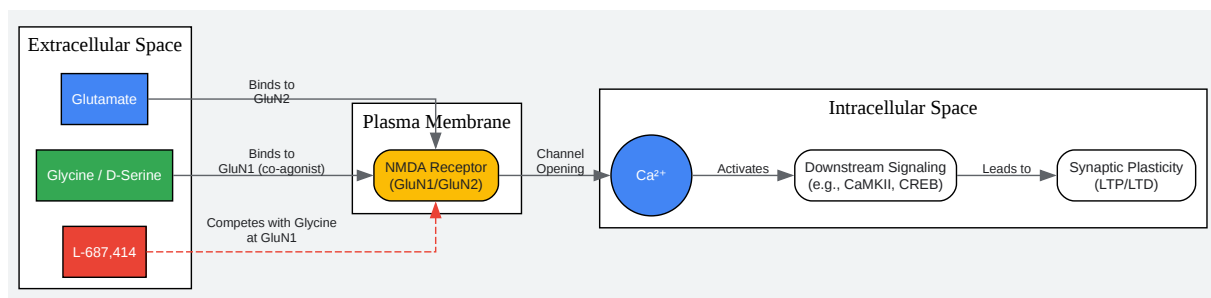 Extracellular Space
Glutamate
Binds to
GluN2
Glycine / D-Serine
Binds to
GluN1 (co-agonist)
L-687,414
Competes with Glycine
at GluN1
Plasma Membrane
NMDA Receptor
(GluN1/GluN2)
Channel
Opening
Intracellular Space
Ca²⁺
Activates
Downstream Signaling
(e.g., CaMKII, CREB)
Leads to
Synaptic Plasticity
(LTP/LTD)